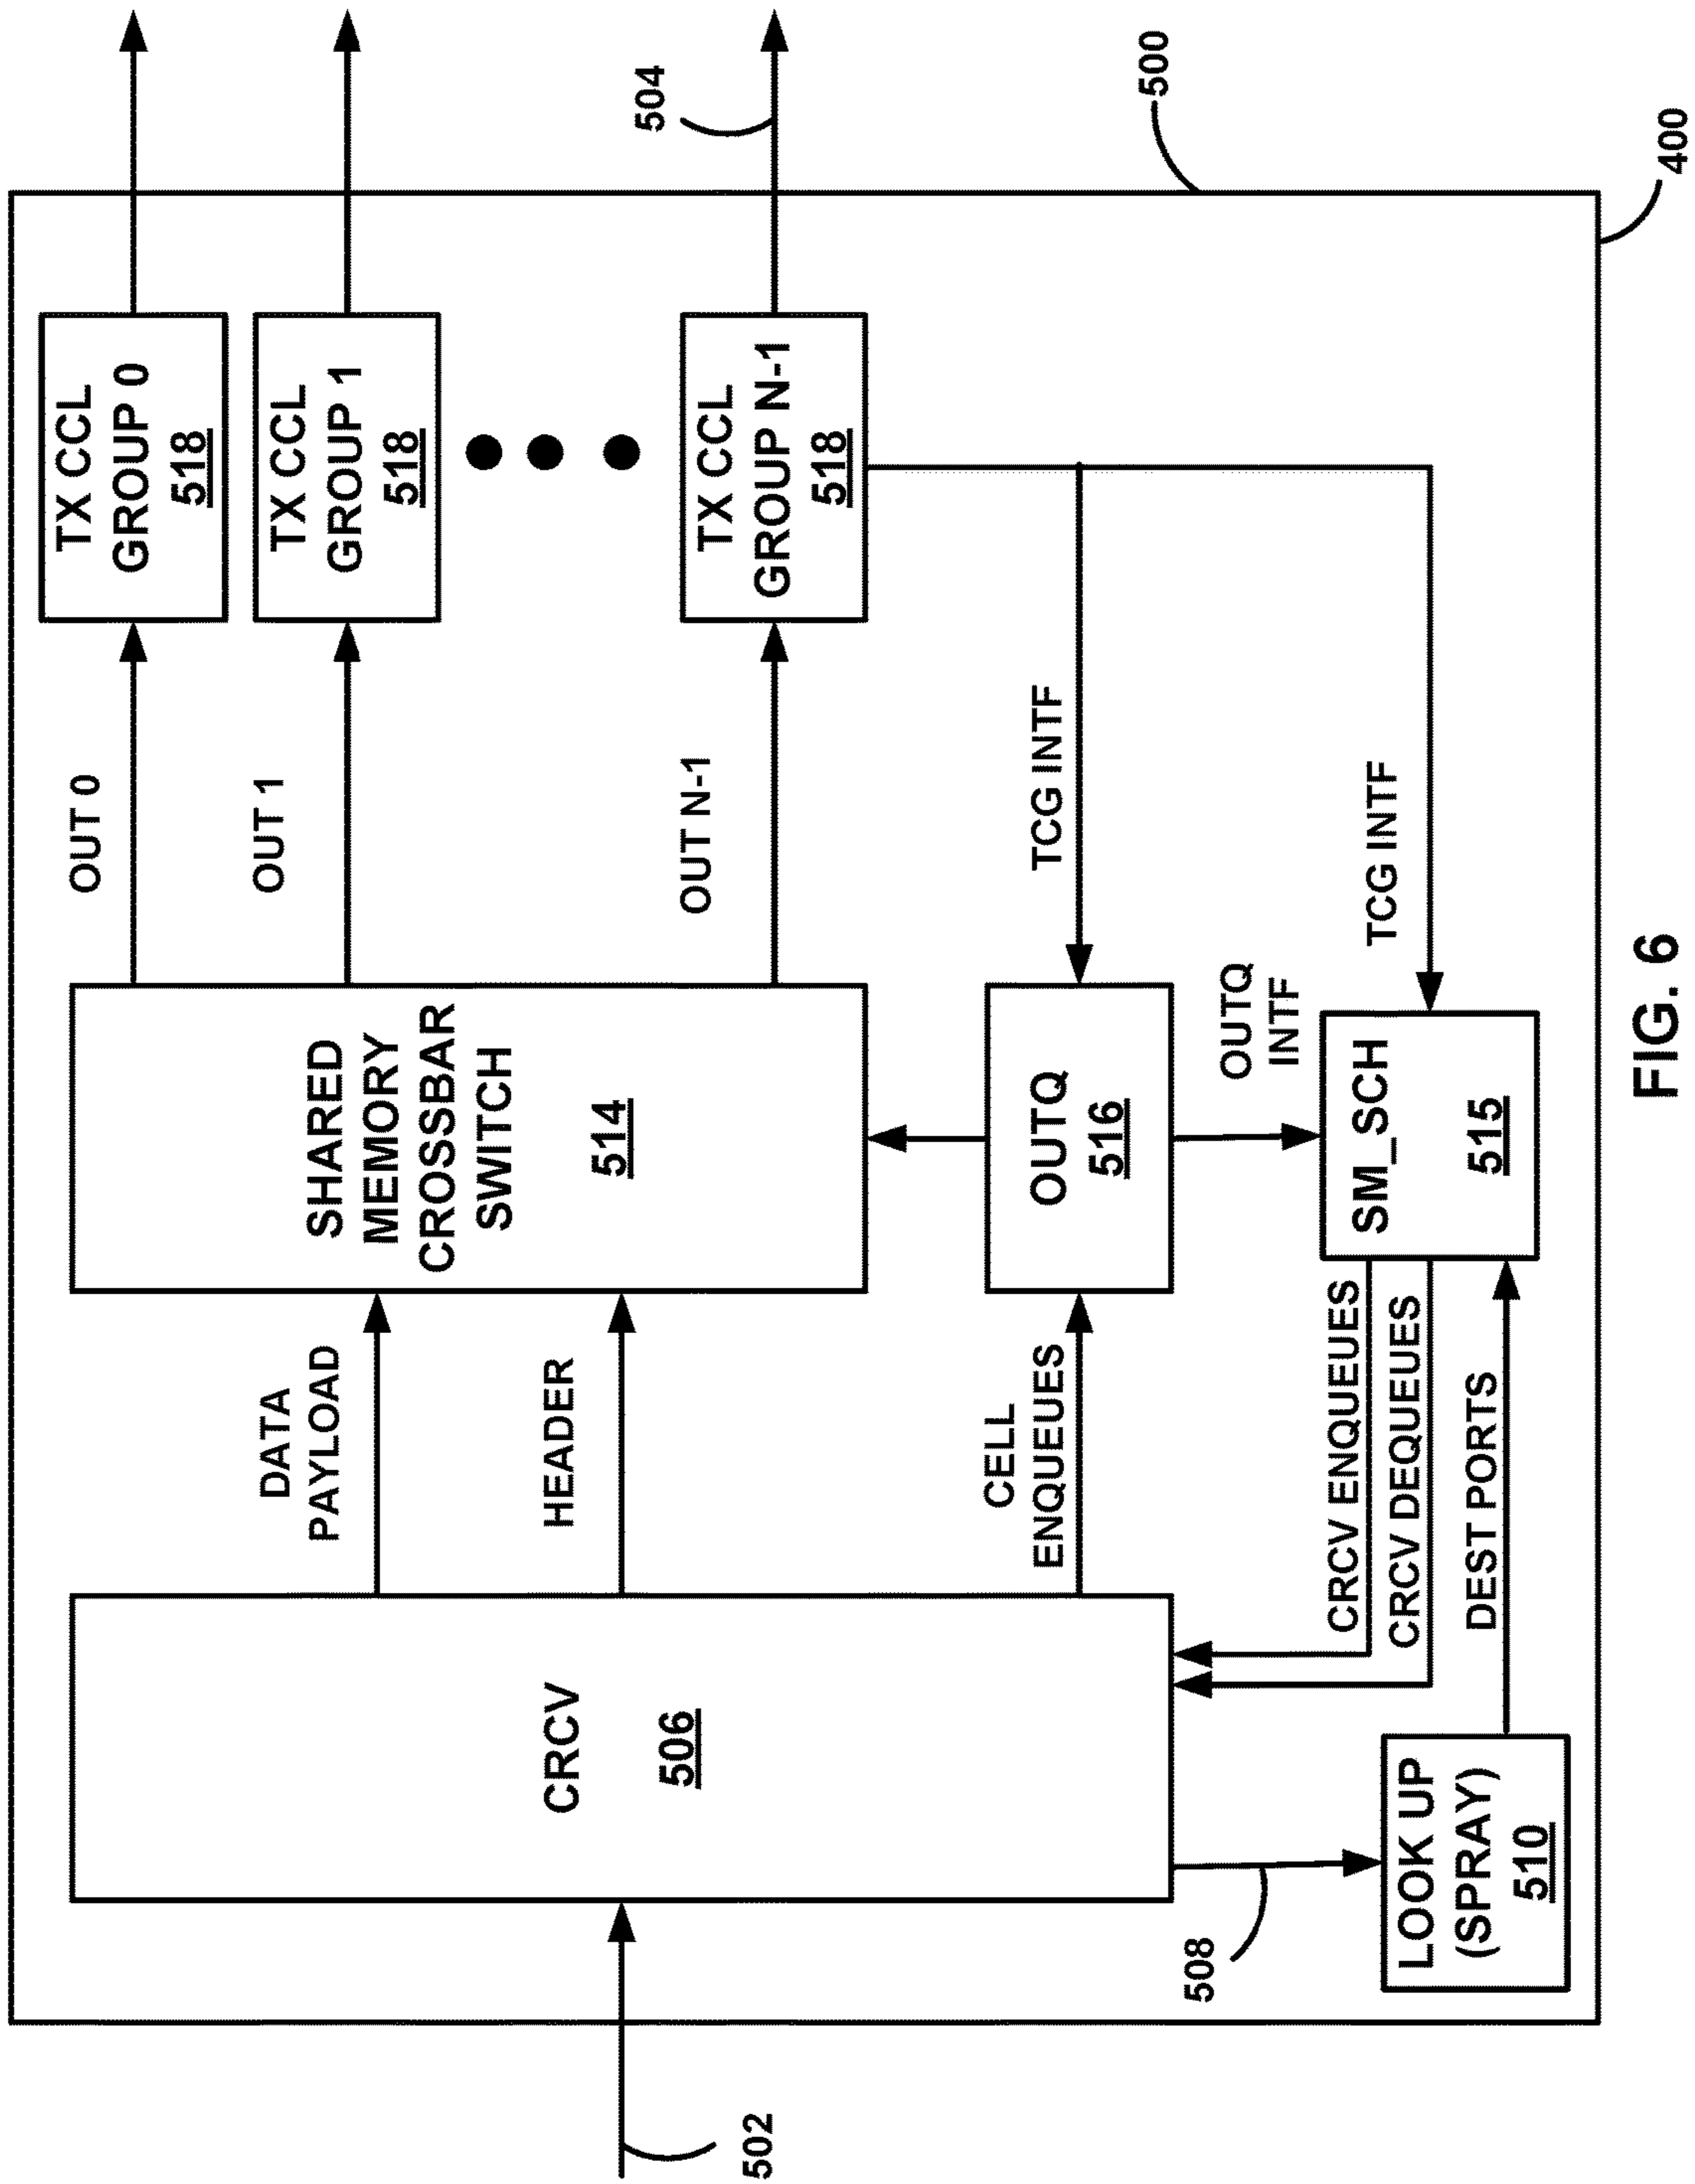 502
CRCV
506
508
LOOK UP
(SPRAY)
510
DATA
PAYLOAD
HEADER
CELL
ENQUEUES
CRCV ENQUEUES
CRCV DEQUEUES
DEST PORTS
SHARED
MEMORY
CROSSBAR
SWITCH
514
OUTQ
516
OUTQ
INTF
SM_SCH
515
OUT 0
OUT 1
OUT N-1
TCG INTF
TCG INTF
TX CCL
GROUP 0
518
TX CCL
GROUP 1
518
TX CCL
GROUP N-1
518
504
500
400
FIG. 6